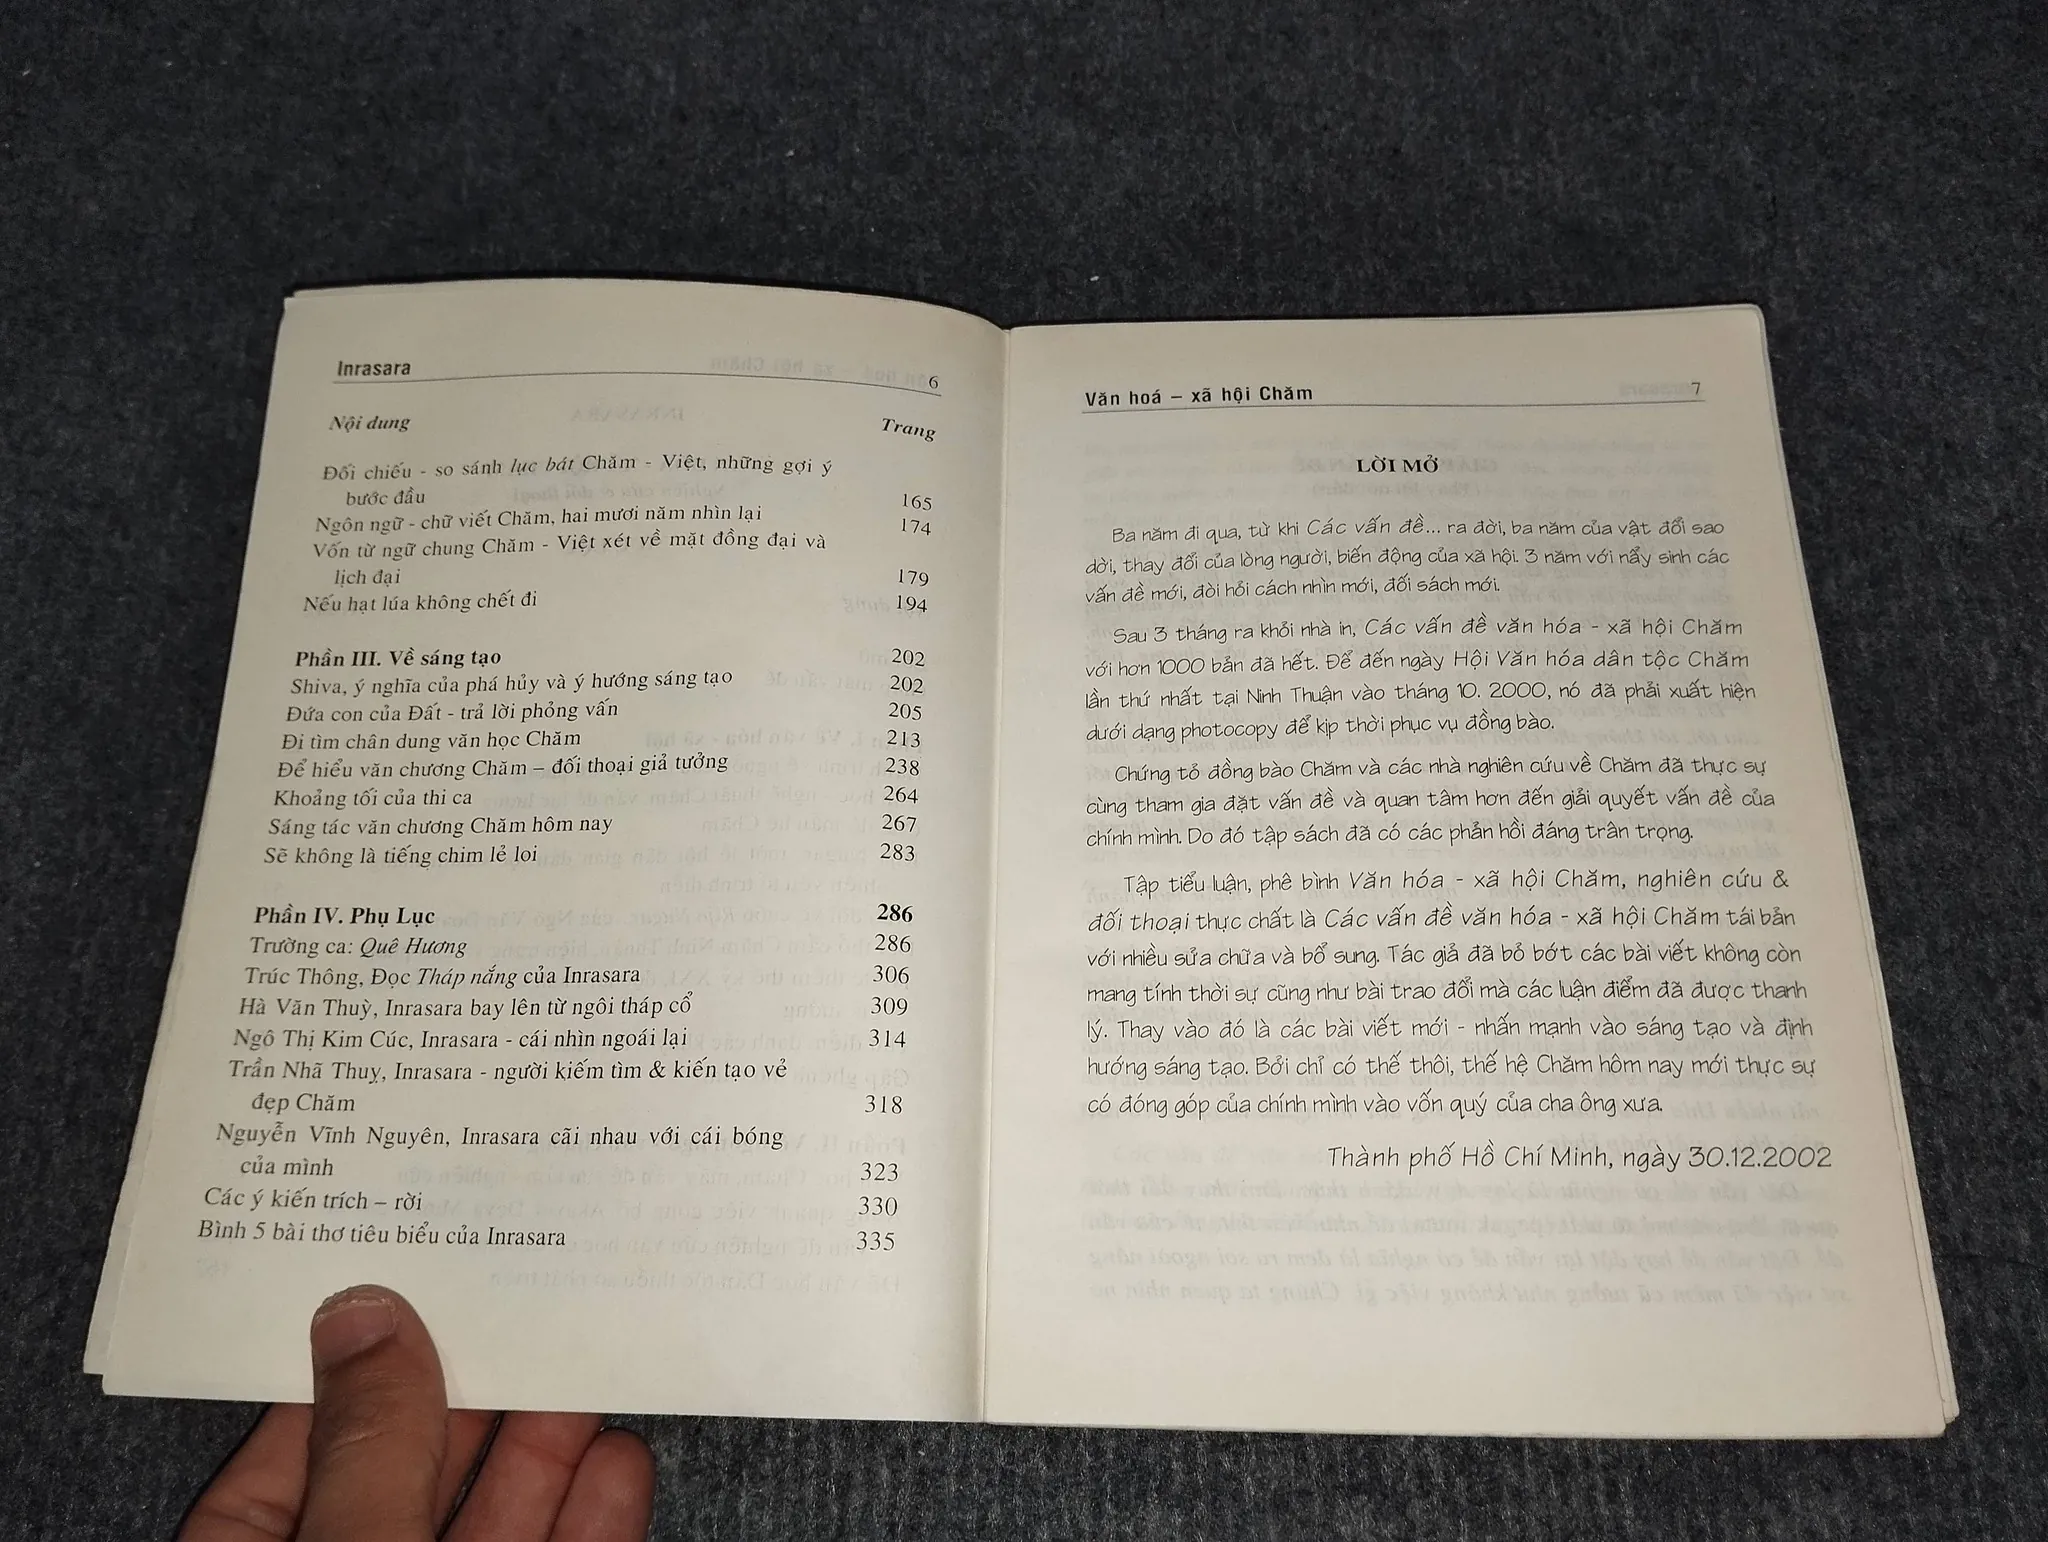 Inrasara 6
Nội dung Trang
Đối chiếu - so sánh lục bát Chăm - Việt, những gợi ý
bước đầu 165
Ngôn ngữ - chữ viết Chăm, hai mươi năm nhìn lại 174
Vốn từ ngữ chung Chăm - Việt xét về mặt đồng đại và
lịch đại 179
Nếu hạt lúa không chết đi 194
Phần III. Về sáng tạo 202
Shiva, ý nghĩa của phá hủy và ý hướng sáng tạo 202
Đứa con của Đất - trả lời phỏng vấn 205
Đi tìm chân dung văn học Chăm 213
Để hiểu văn chương Chăm – đối thoại giả tưởng 238
Khoảng tối của thi ca 264
Sáng tác văn chương Chăm hôm nay 267
Sẽ không là tiếng chim lẻ loi 283
Phần IV. Phụ Lục 286
Trường ca: Quê Hương 286
Trúc Thông, Đọc Tháp nắng của Inrasara 306
Hà Văn Thuỳ, Inrasara bay lên từ ngôi tháp cổ 309
Ngô Thị Kim Cúc, Inrasara - cái nhìn ngoái lại 314
Trần Nhã Thuỵ, Inrasara - người kiếm tìm & kiến tạo vẻ
đẹp Chăm 318
Nguyễn Vĩnh Nguyên, Inrasara cãi nhau với cái bóng
của mình 323
Các ý kiến trích – rời 330
Bình 5 bài thơ tiêu biểu của Inrasara 335
Văn hoá – xã hội Chăm 7
LỜI MỞ
Ba năm đi qua, từ khi Các vấn đề... ra đời, ba năm của vật đổi sao
dời, thay đổi của lòng người, biến động của xã hội. 3 năm với nẩy sinh các
vấn đề mới, đòi hỏi cách nhìn mới, đối sách mới.
Sau 3 tháng ra khỏi nhà in, Các vấn đề văn hóa - xã hội Chăm
với hơn 1000 bản đã hết. Để đến ngày Hội Văn hóa dân tộc Chăm
lần thứ nhất tại Ninh Thuận vào tháng 10. 2000, nó đã phải xuất hiện
dưới dạng photocopy để kịp thời phục vụ đồng bào.
Chứng tỏ đồng bào Chăm và các nhà nghiên cứu về Chăm đã thực sự
cùng tham gia đặt vấn đề và quan tâm hơn đến giải quyết vấn đề của
chính mình. Do đó tập sách đã có các phản hồi đáng trân trọng.
Tập tiểu luận, phê bình Văn hóa - xã hội Chăm, nghiên cứu &
đối thoại thực chất là Các vấn đề văn hóa - xã hội Chăm tái bản
với nhiều sửa chữa và bổ sung. Tác giả đã bỏ bớt các bài viết không còn
mang tính thời sự cũng như bài trao đổi mà các luận điểm đã được thanh
lý. Thay vào đó là các bài viết mới - nhấn mạnh vào sáng tạo và định
hướng sáng tạo. Bởi chỉ có thế thôi, thế hệ Chăm hôm nay mới thực sự
có đóng góp của chính mình vào vốn quý của cha ông xưa.
Thành phố Hồ Chí Minh, ngày 30.12.2002